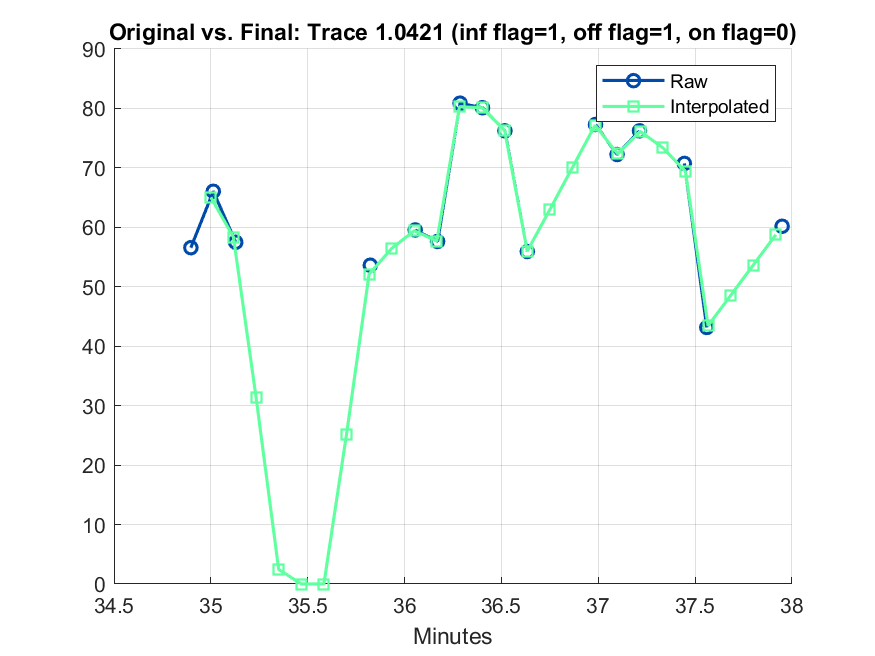 Original vs. Final: Trace 1.0421 (inf flag=1, off flag=1, on flag=0)
90
80
70
60
50
40
30
20
10
0
Raw
Interpolated
34.5 35 35.5 36 36.5 37 37.5 38
Minutes